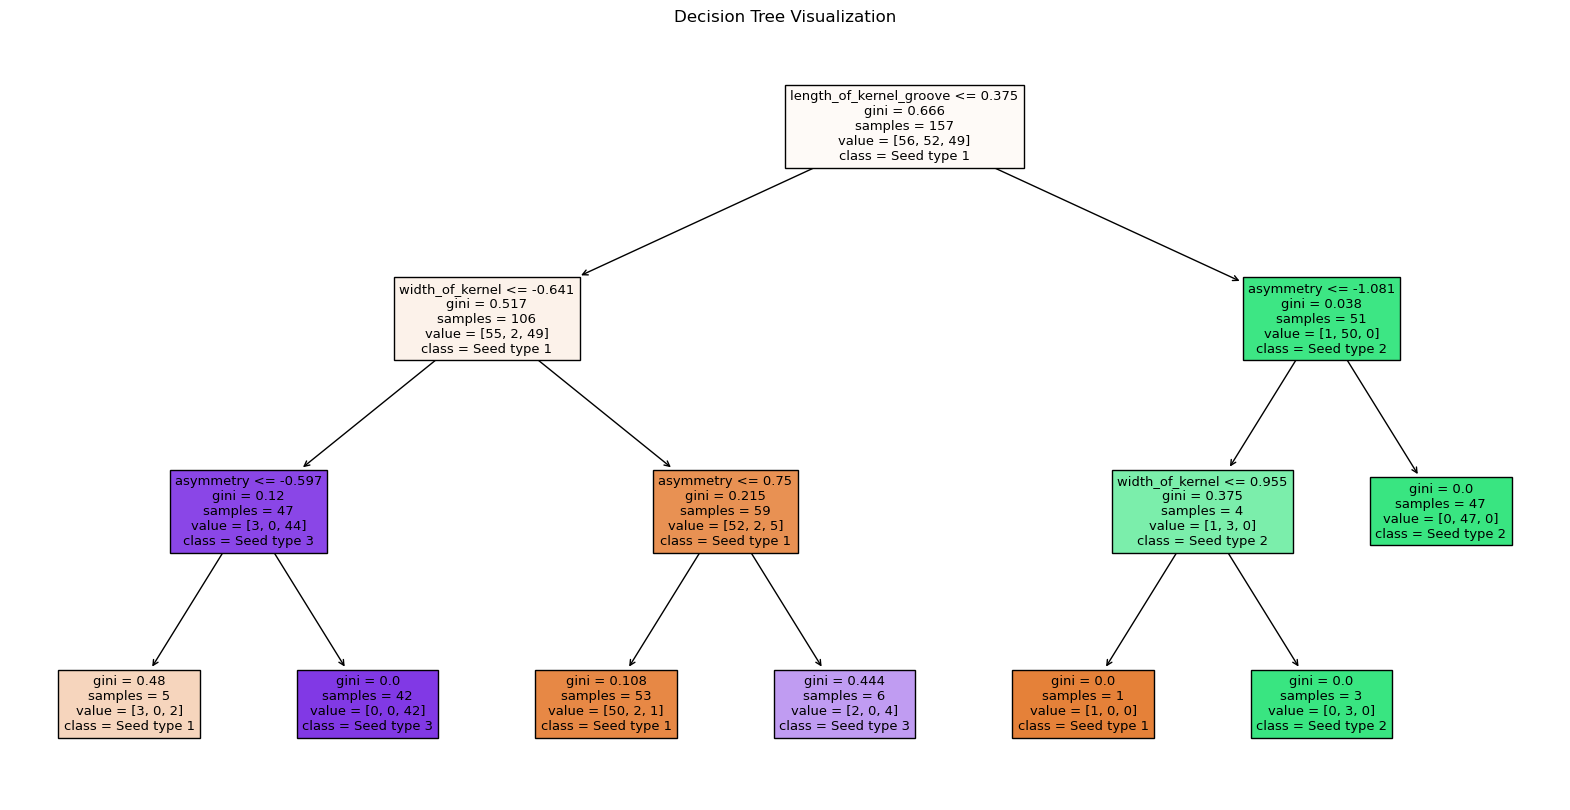 Decision Tree Visualization
length_of_kernel_groove <= 0.375
gini = 0.666
samples = 157
value = [56, 52, 49]
class = Seed type 1
width_of_kernel <= -0.641
gini = 0.517
samples = 106
value = [55, 2, 49]
class = Seed type 1
asymmetry <= -1.081
gini = 0.038
samples = 51
value = [1, 50, 0]
class = Seed type 2
asymmetry <= -0.597
gini = 0.12
samples = 47
value = [3, 0, 44]
class = Seed type 3
asymmetry <= 0.75
gini = 0.215
samples = 59
value = [52, 2, 5]
class = Seed type 1
width_of_kernel <= 0.955
gini = 0.375
samples = 4
value = [1, 3, 0]
class = Seed type 2
gini = 0.0
samples = 47
value = [0, 47, 0]
class = Seed type 2
gini = 0.48
samples = 5
value = [3, 0, 2]
class = Seed type 1
gini = 0.0
samples = 42
value = [0, 0, 42]
class = Seed type 3
gini = 0.108
samples = 53
value = [50, 2, 1]
class = Seed type 1
gini = 0.444
samples = 6
value = [2, 0, 4]
class = Seed type 3
gini = 0.0
samples = 1
value = [1, 0, 0]
class = Seed type 1
gini = 0.0
samples = 3
value = [0, 3, 0]
class = Seed type 2